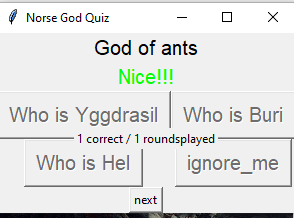 Norse God Quiz
God of ants
Nice!!!
Who is Yggdrasil Who is Buri
1 correct / 1 roundsplayed
Who is Hel ignore_me
next